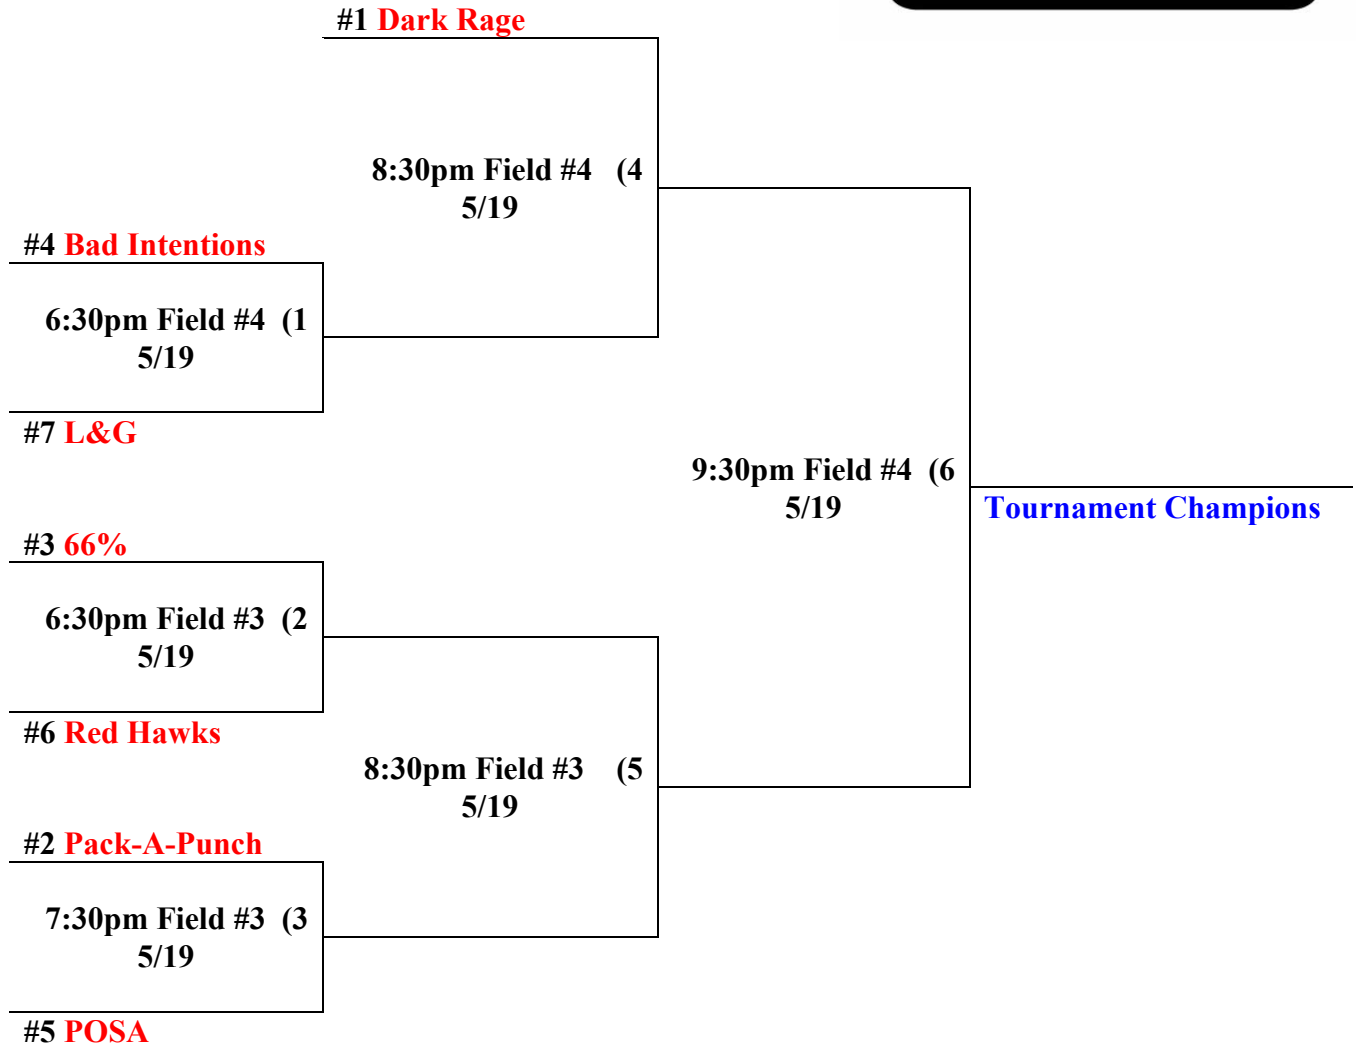 #1 Dark Rage
8:30pm Field #4 (4
5/19
#4 Bad Intentions
6:30pm Field #4 (1
5/19
#7 L&G
9:30pm Field #4 (6
5/19
Tournament Champions
#3 66%
6:30pm Field #3 (2
5/19
#6 Red Hawks
8:30pm Field #3 (5
5/19
#2 Pack-A-Punch
7:30pm Field #3 (3
5/19
#5 POSA